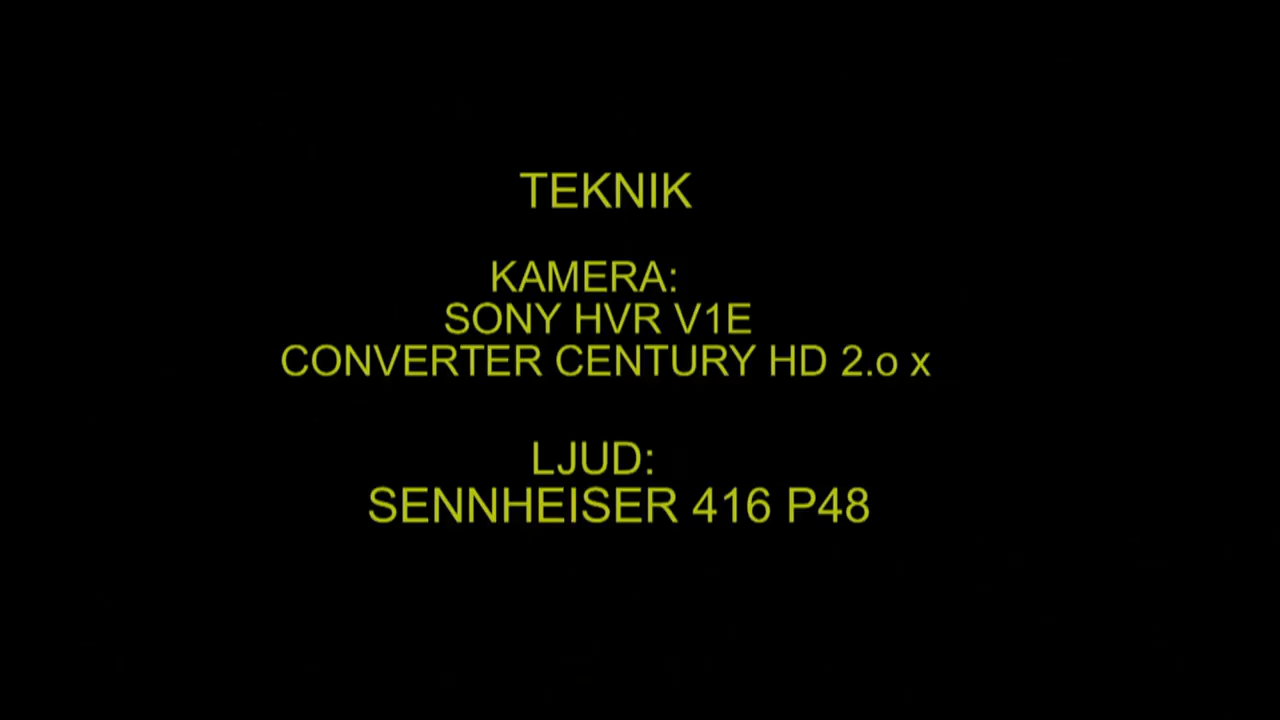 TEKNIK
KAMERA:
SONY HVR V1E
CONVERTER CENTURY HD 2.o x
LJUD:
SENNHEISER 416 P48